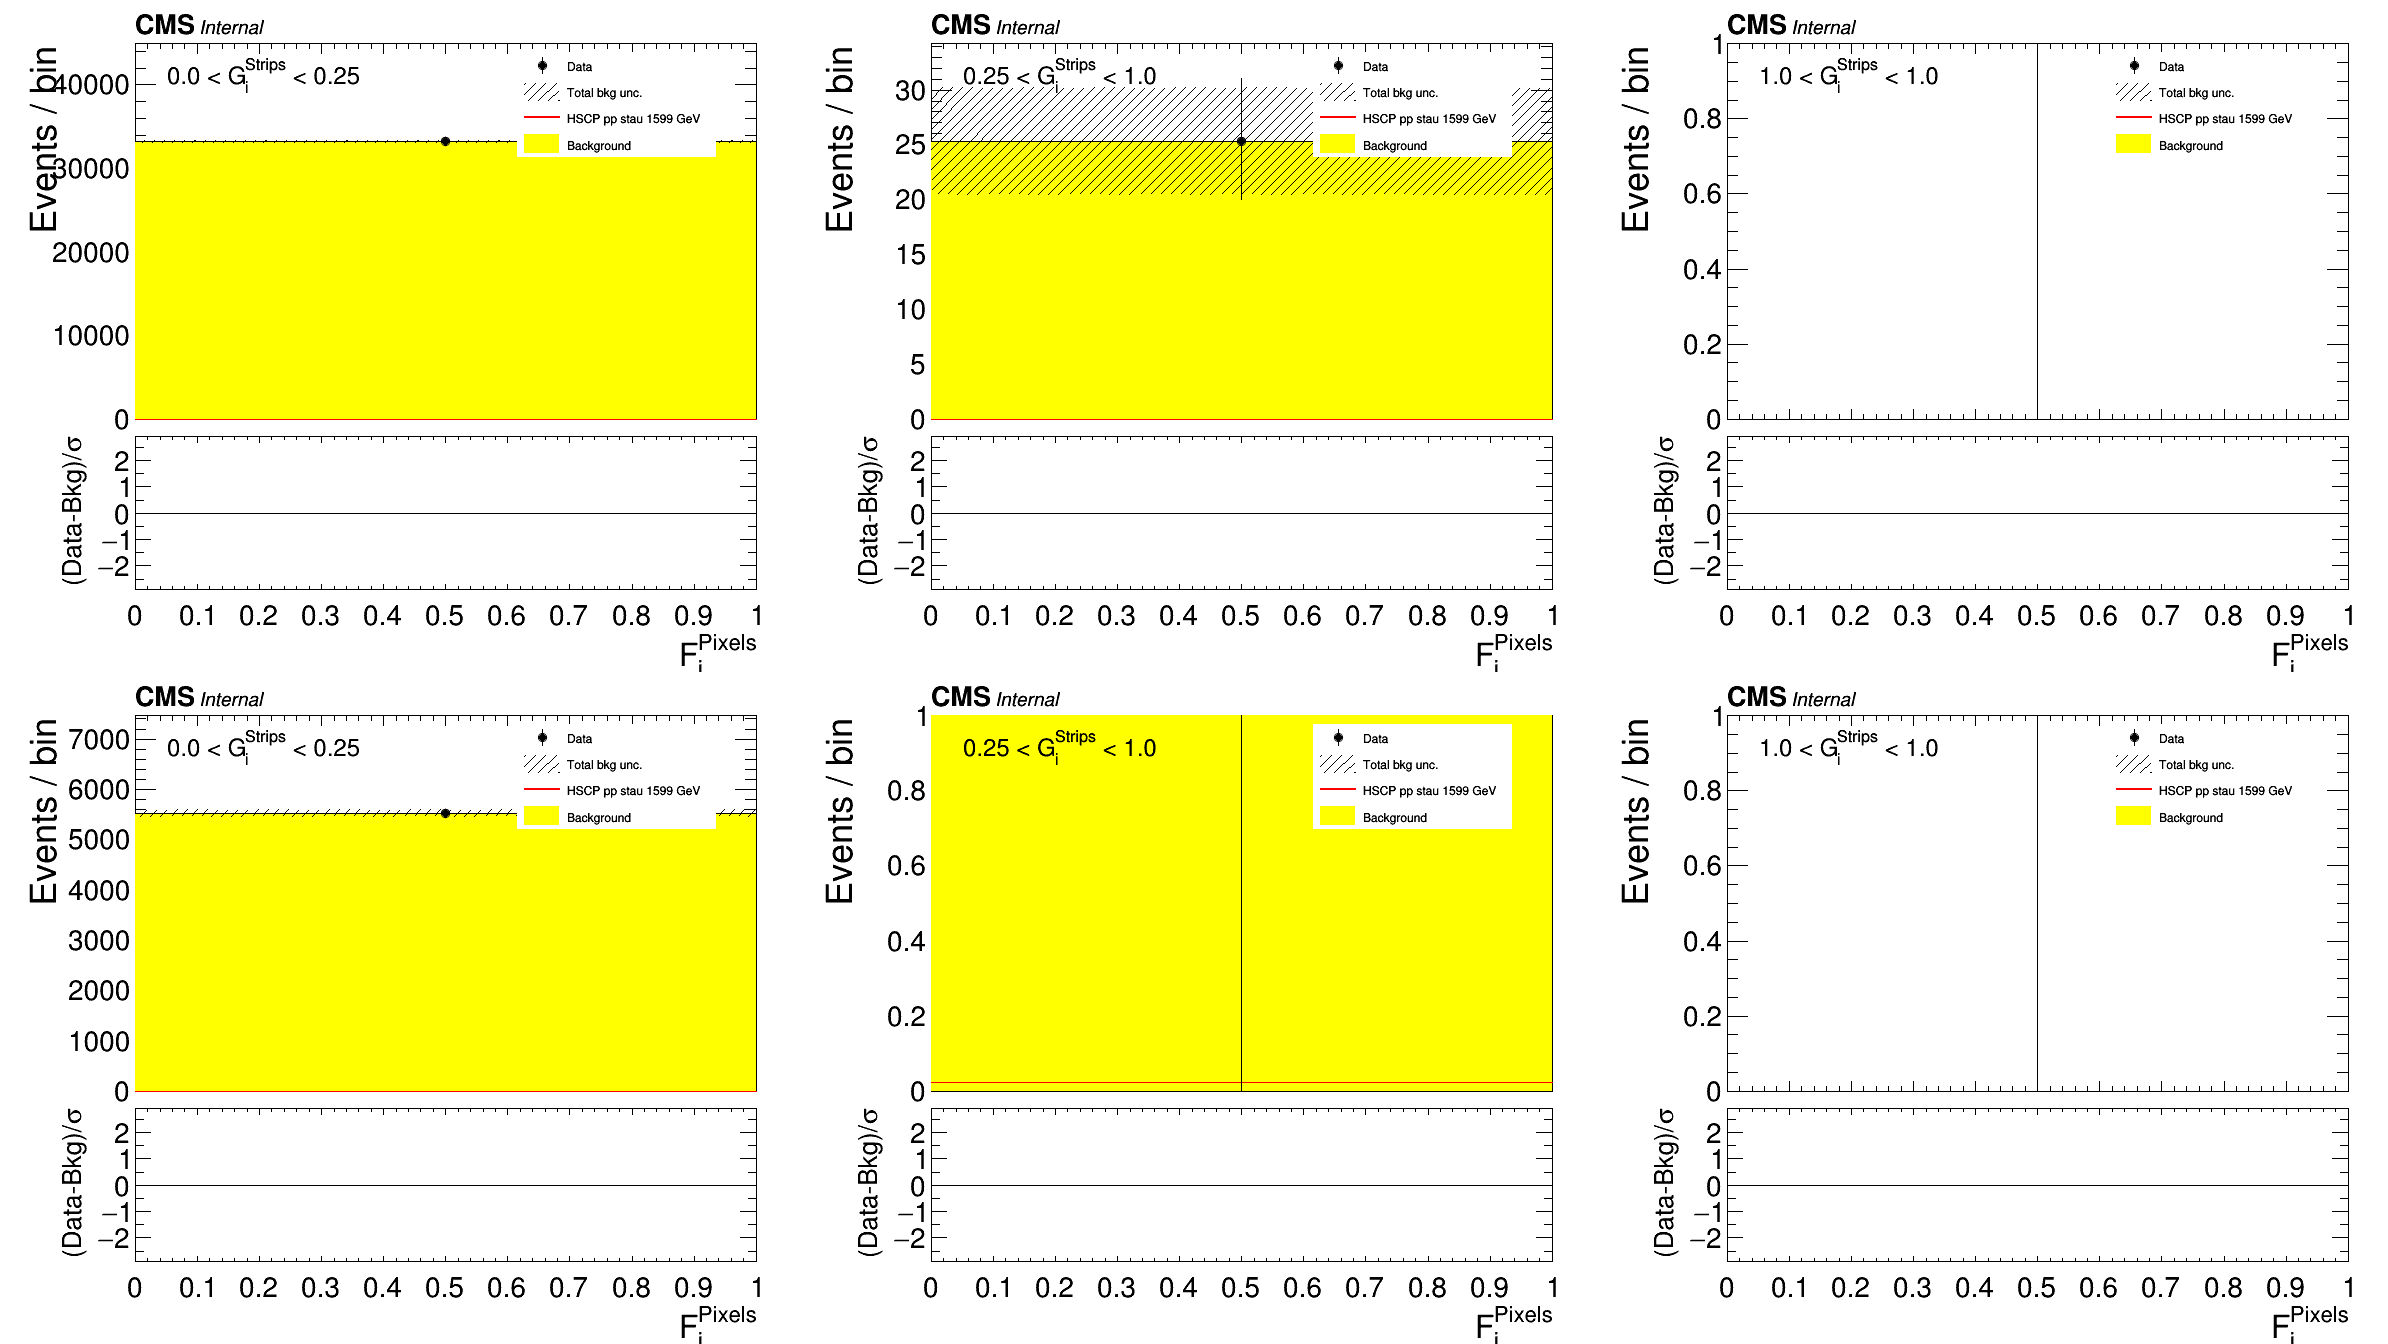 CMS Internal
Events / bin
0.0 < G_i^Strips < 0.25
Data
Total bkg unc.
HSCP pp stau 1599 GeV
Background
40000
30000
20000
10000
0
(Data-Bkg)/σ
2
1
0
−1
−2
0 0.1 0.2 0.3 0.4 0.5 0.6 0.7 0.8 0.9 1
F_i^Pixels
CMS Internal
Events / bin
0.25 < G_i^Strips < 1.0
Data
Total bkg unc.
HSCP pp stau 1599 GeV
Background
30
25
20
15
10
5
0
(Data-Bkg)/σ
2
1
0
−1
−2
0 0.1 0.2 0.3 0.4 0.5 0.6 0.7 0.8 0.9 1
F_i^Pixels
CMS Internal
Events / bin
1.0 < G_i^Strips < 1.0
Data
Total bkg unc.
HSCP pp stau 1599 GeV
Background
1
0.8
0.6
0.4
0.2
0
(Data-Bkg)/σ
2
1
0
−1
−2
0 0.1 0.2 0.3 0.4 0.5 0.6 0.7 0.8 0.9 1
F_i^Pixels
CMS Internal
Events / bin
0.0 < G_i^Strips < 0.25
Data
Total bkg unc.
HSCP pp stau 1599 GeV
Background
7000
6000
5000
4000
3000
2000
1000
0
(Data-Bkg)/σ
2
1
0
−1
−2
0 0.1 0.2 0.3 0.4 0.5 0.6 0.7 0.8 0.9 1
F_i^Pixels
CMS Internal
Events / bin
0.25 < G_i^Strips < 1.0
Data
Total bkg unc.
HSCP pp stau 1599 GeV
Background
1
0.8
0.6
0.4
0.2
0
(Data-Bkg)/σ
2
1
0
−1
−2
0 0.1 0.2 0.3 0.4 0.5 0.6 0.7 0.8 0.9 1
F_i^Pixels
CMS Internal
Events / bin
1.0 < G_i^Strips < 1.0
Data
Total bkg unc.
HSCP pp stau 1599 GeV
Background
1
0.8
0.6
0.4
0.2
0
(Data-Bkg)/σ
2
1
0
−1
−2
0 0.1 0.2 0.3 0.4 0.5 0.6 0.7 0.8 0.9 1
F_i^Pixels